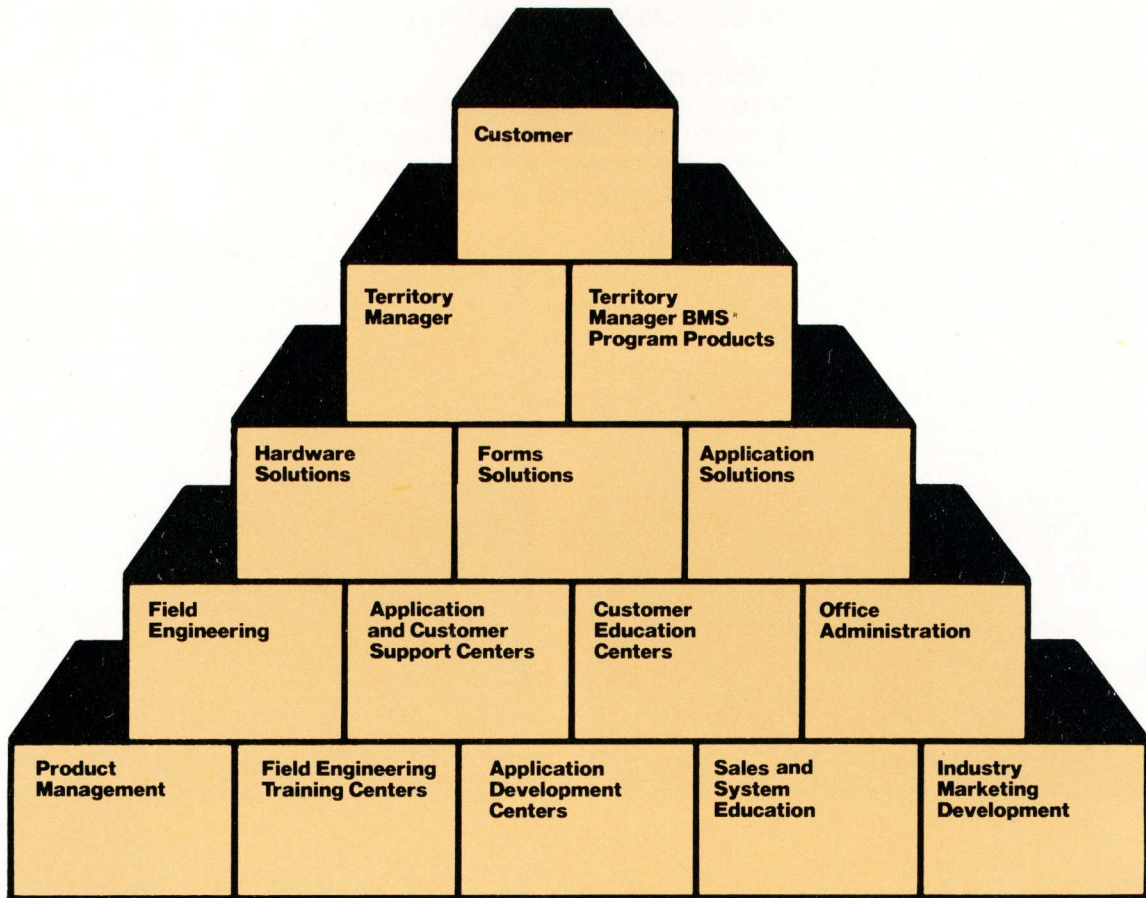 Customer
Territory
Manager
Territory
Manager BMS®
Program Products
Hardware
Solutions
Forms
Solutions
Application
Solutions
Field
Engineering
Application
and Customer
Support Centers
Customer
Education
Centers
Office
Administration
Product
Management
Field Engineering
Training Centers
Application
Development
Centers
Sales and
System
Education
Industry
Marketing
Development